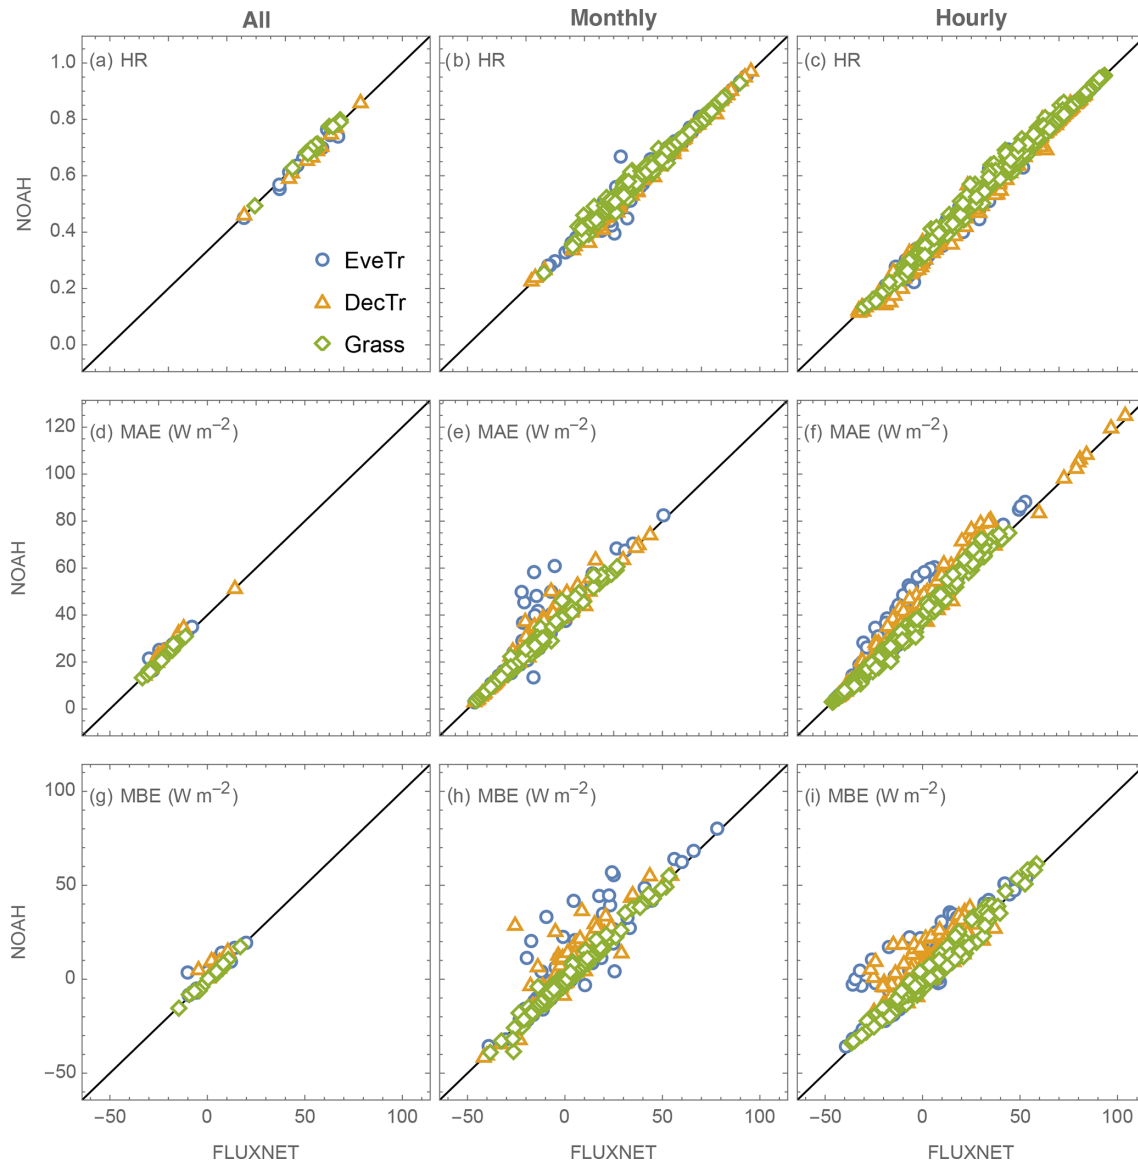 All Monthly Hourly
(a) HR (b) HR (c) HR
1.0
0.8
0.6
0.4
0.2
0.0
NOAH
EveTr
DecTr
Grass
(d) MAE (W m⁻²) (e) MAE (W m⁻²) (f) MAE (W m⁻²)
120
100
80
60
40
20
0
NOAH
(g) MBE (W m⁻²) (h) MBE (W m⁻²) (i) MBE (W m⁻²)
100
50
0
−50
NOAH
−50 0 50 100 −50 0 50 100 −50 0 50 100
FLUXNET FLUXNET FLUXNET